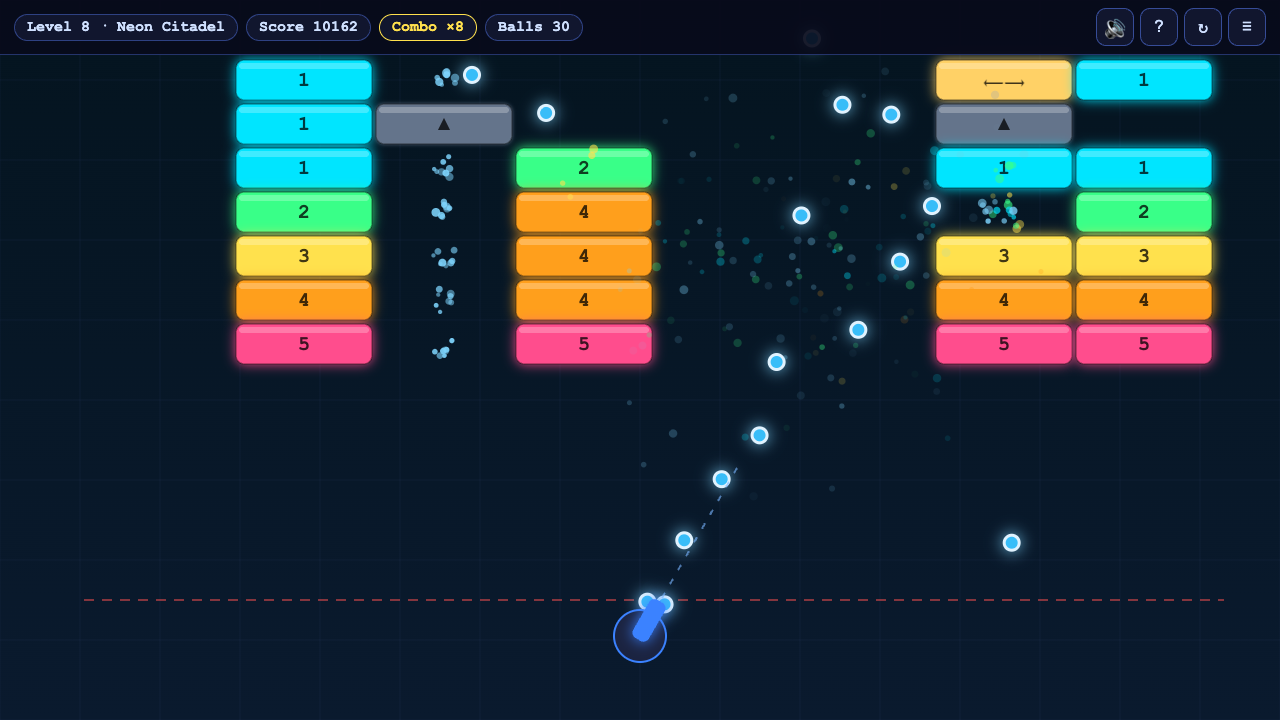 Level 8 · Neon Citadel Score 10162 Combo ×8 Balls 30 ? ↻ ≡
1 ←→ 1
1 ▲ ▲
1 2 1 1
2 4 2
3 4 3 3
4 4 4 4
5 5 5 5